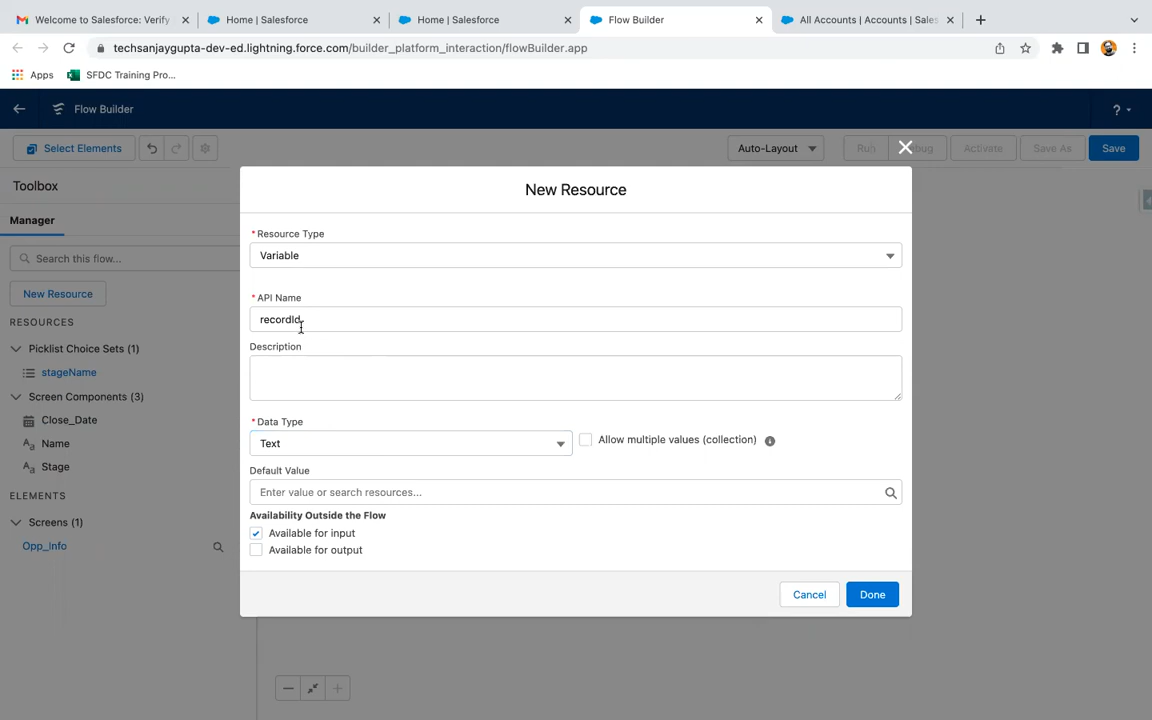 Welcome to Salesforce: Verify
Home | Salesforce
Home | Salesforce
Flow Builder
All Accounts | Accounts | Sales
techsanjaygupta-dev-ed.lightning.force.com/builder_platform_interaction/flowBuilder.app
Apps
SFDC Training Pro...
Flow Builder
?
Select Elements
Auto-Layout
Run
Debug
Activate
Save As
Save
Toolbox
Manager
Search this flow...
New Resource
RESOURCES
Picklist Choice Sets (1)
stageName
Screen Components (3)
Close_Date
Name
Stage
ELEMENTS
Screens (1)
Opp_Info
New Resource
*Resource Type
Variable
*API Name
recordId
Description
*Data Type
Text
Allow multiple values (collection)
Default Value
Enter value or search resources...
Availability Outside the Flow
Available for input
Available for output
Cancel
Done